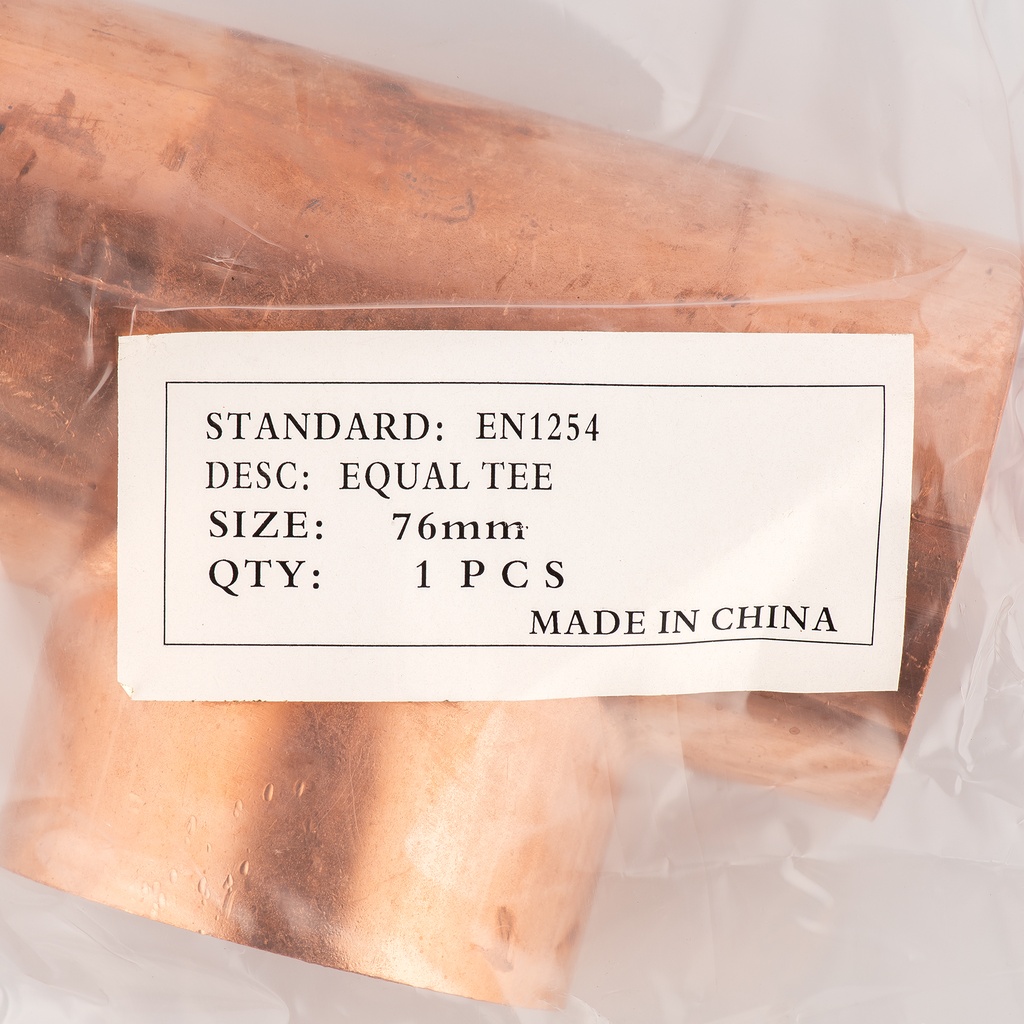 STANDARD: EN1254
DESC: EQUAL TEE
SIZE: 76mm
QTY: 1 PCS
MADE IN CHINA